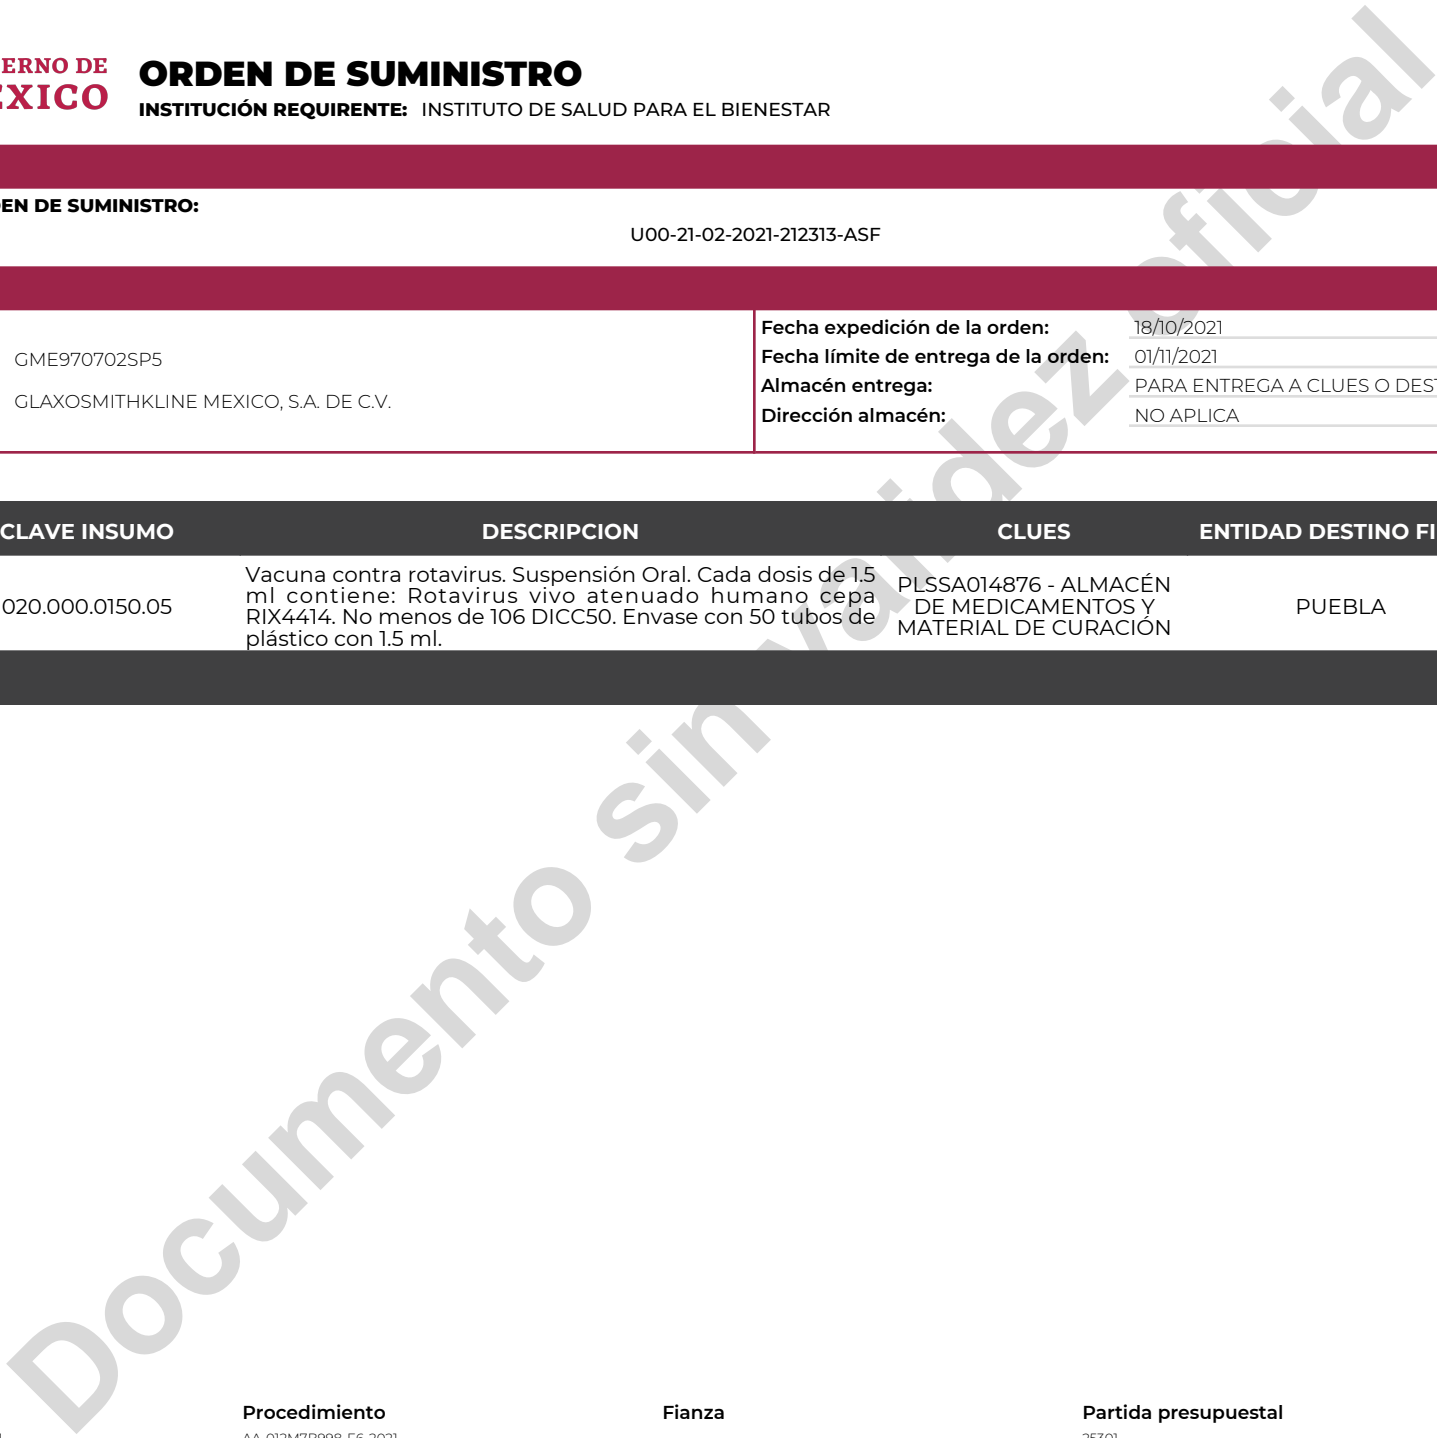 ERNO DE
EXICO
ORDEN DE SUMINISTRO
INSTITUCIÓN REQUIRENTE: INSTITUTO DE SALUD PARA EL BIENESTAR
EN DE SUMINISTRO:
U00-21-02-2021-212313-ASF
GME970702SP5
GLAXOSMITHKLINE MEXICO, S.A. DE C.V.
Fecha expedición de la orden: 18/10/2021
Fecha límite de entrega de la orden: 01/11/2021
Almacén entrega: PARA ENTREGA A CLUES O DEST
Dirección almacén: NO APLICA
CLAVE INSUMO DESCRIPCION CLUES ENTIDAD DESTINO FI
020.000.0150.05
Vacuna contra rotavirus. Suspensión Oral. Cada dosis de 1.5
ml contiene: Rotavirus vivo atenuado humano cepa
RIX4414. No menos de 106 DICC50. Envase con 50 tubos de
plástico con 1.5 ml.
PLSSA014876 - ALMACÉN
DE MEDICAMENTOS Y
MATERIAL DE CURACIÓN
PUEBLA
Documento sin validez oficial
Procedimiento Fianza Partida presupuestal